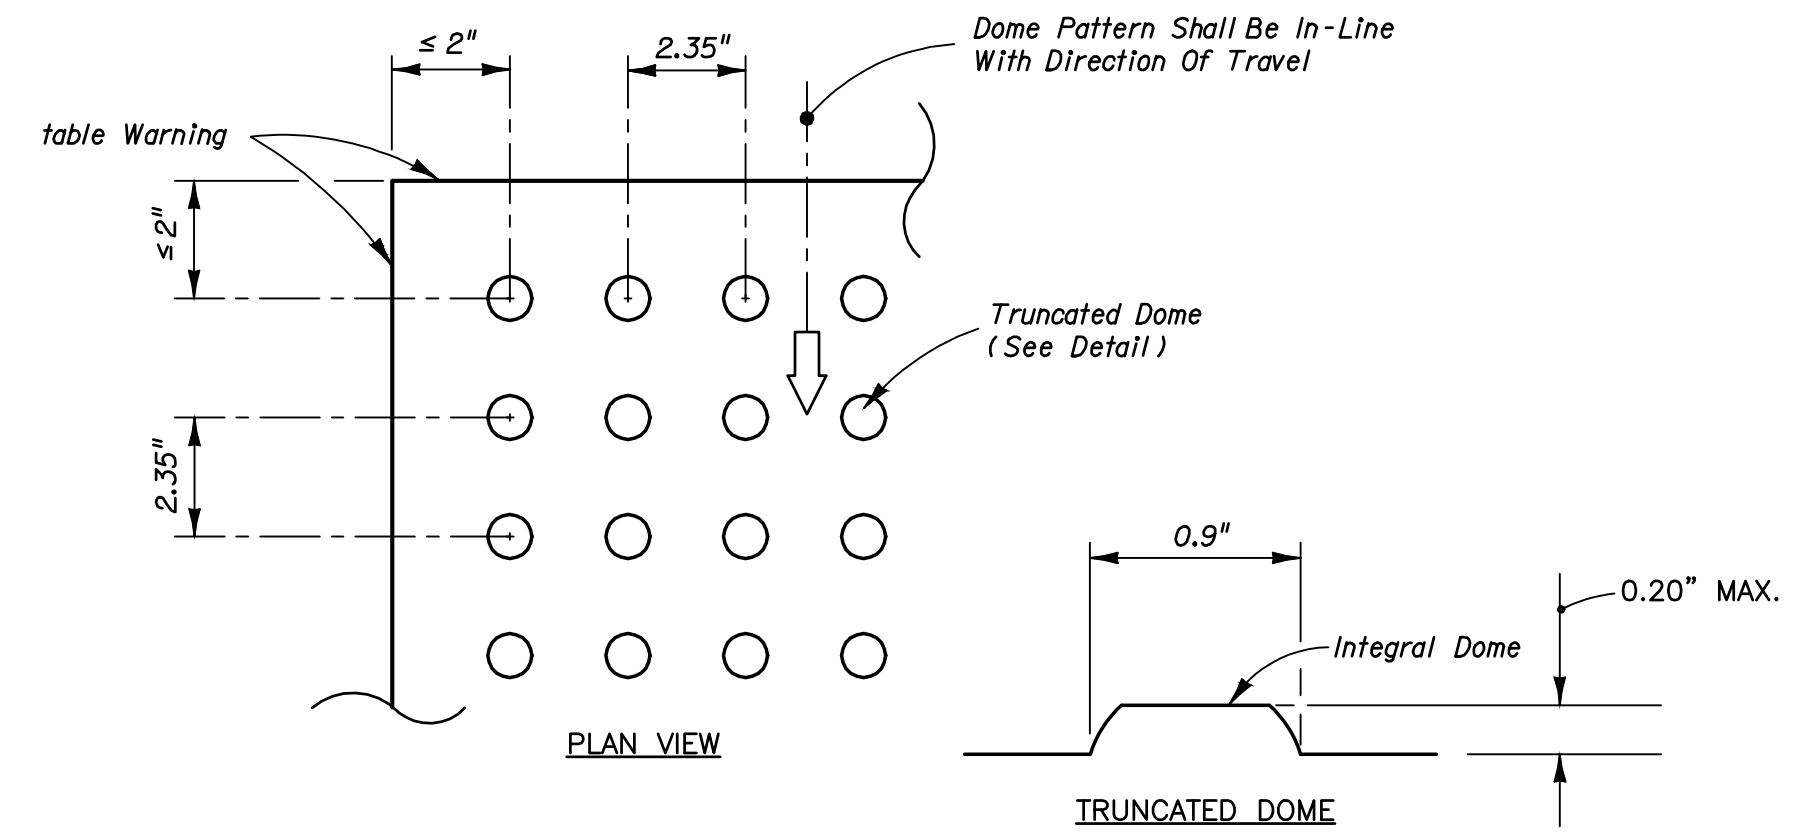 ≤ 2"
2.35"
Dome Pattern Shall Be In-Line
With Direction Of Travel
table Warning
≤ 2"
Truncated Dome
(See Detail)
2.35"
0.9"
0.20" MAX.
Integral Dome
PLAN VIEW
TRUNCATED DOME